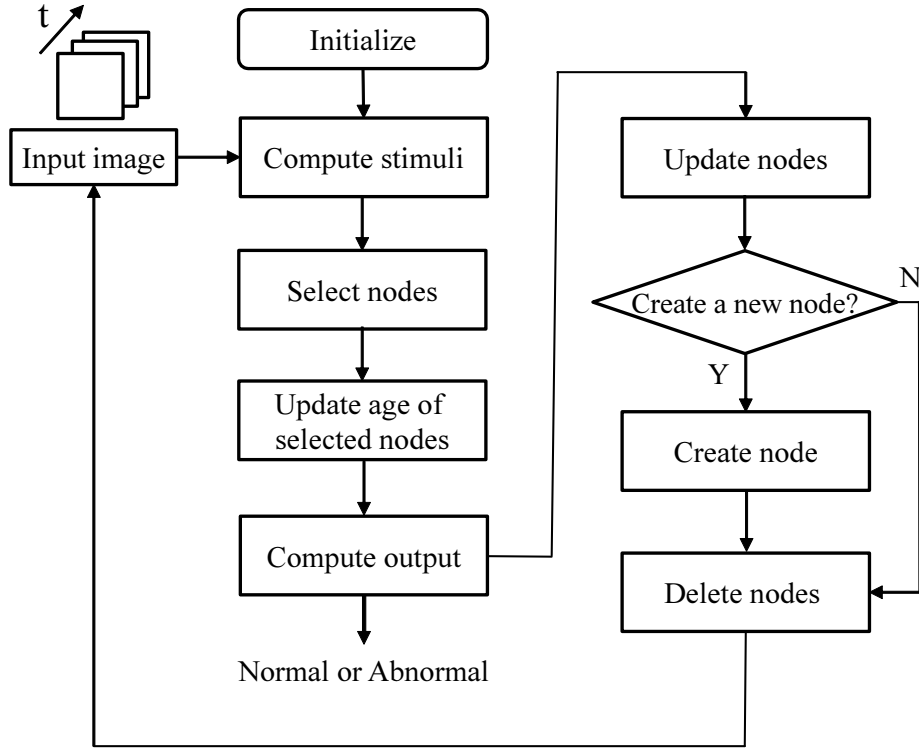 t
Initialize
Input image
Compute stimuli
Select nodes
Update age of
selected nodes
Compute output
Normal or Abnormal
Update nodes
Create a new node?
N
Y
Create node
Delete nodes